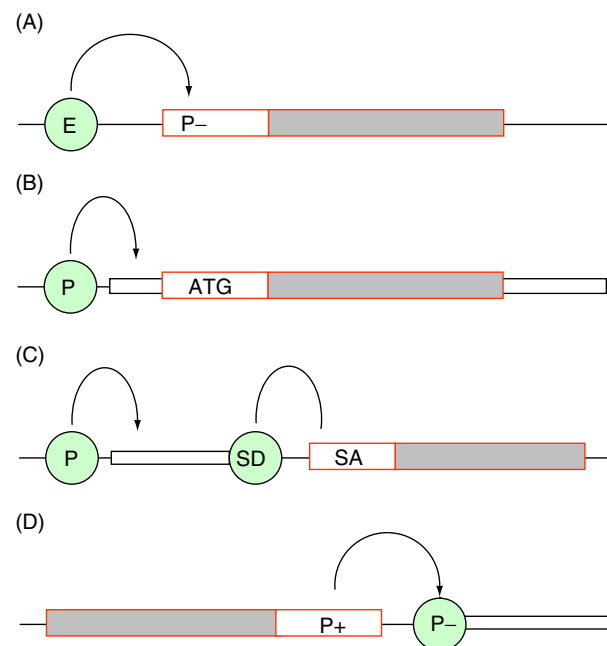 (A)
E P–
(B)
P ATG
(C)
P SD SA
(D)
P+ P–